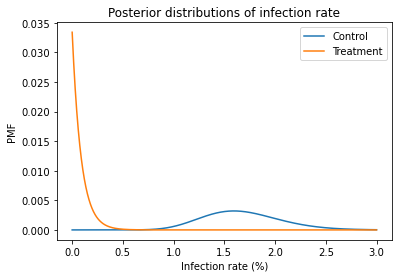 Posterior distributions of infection rate
0.035
0.030
0.025
0.020
0.015
0.010
0.005
0.000
PMF
Control
Treatment
0.0 0.5 1.0 1.5 2.0 2.5 3.0
Infection rate (%)